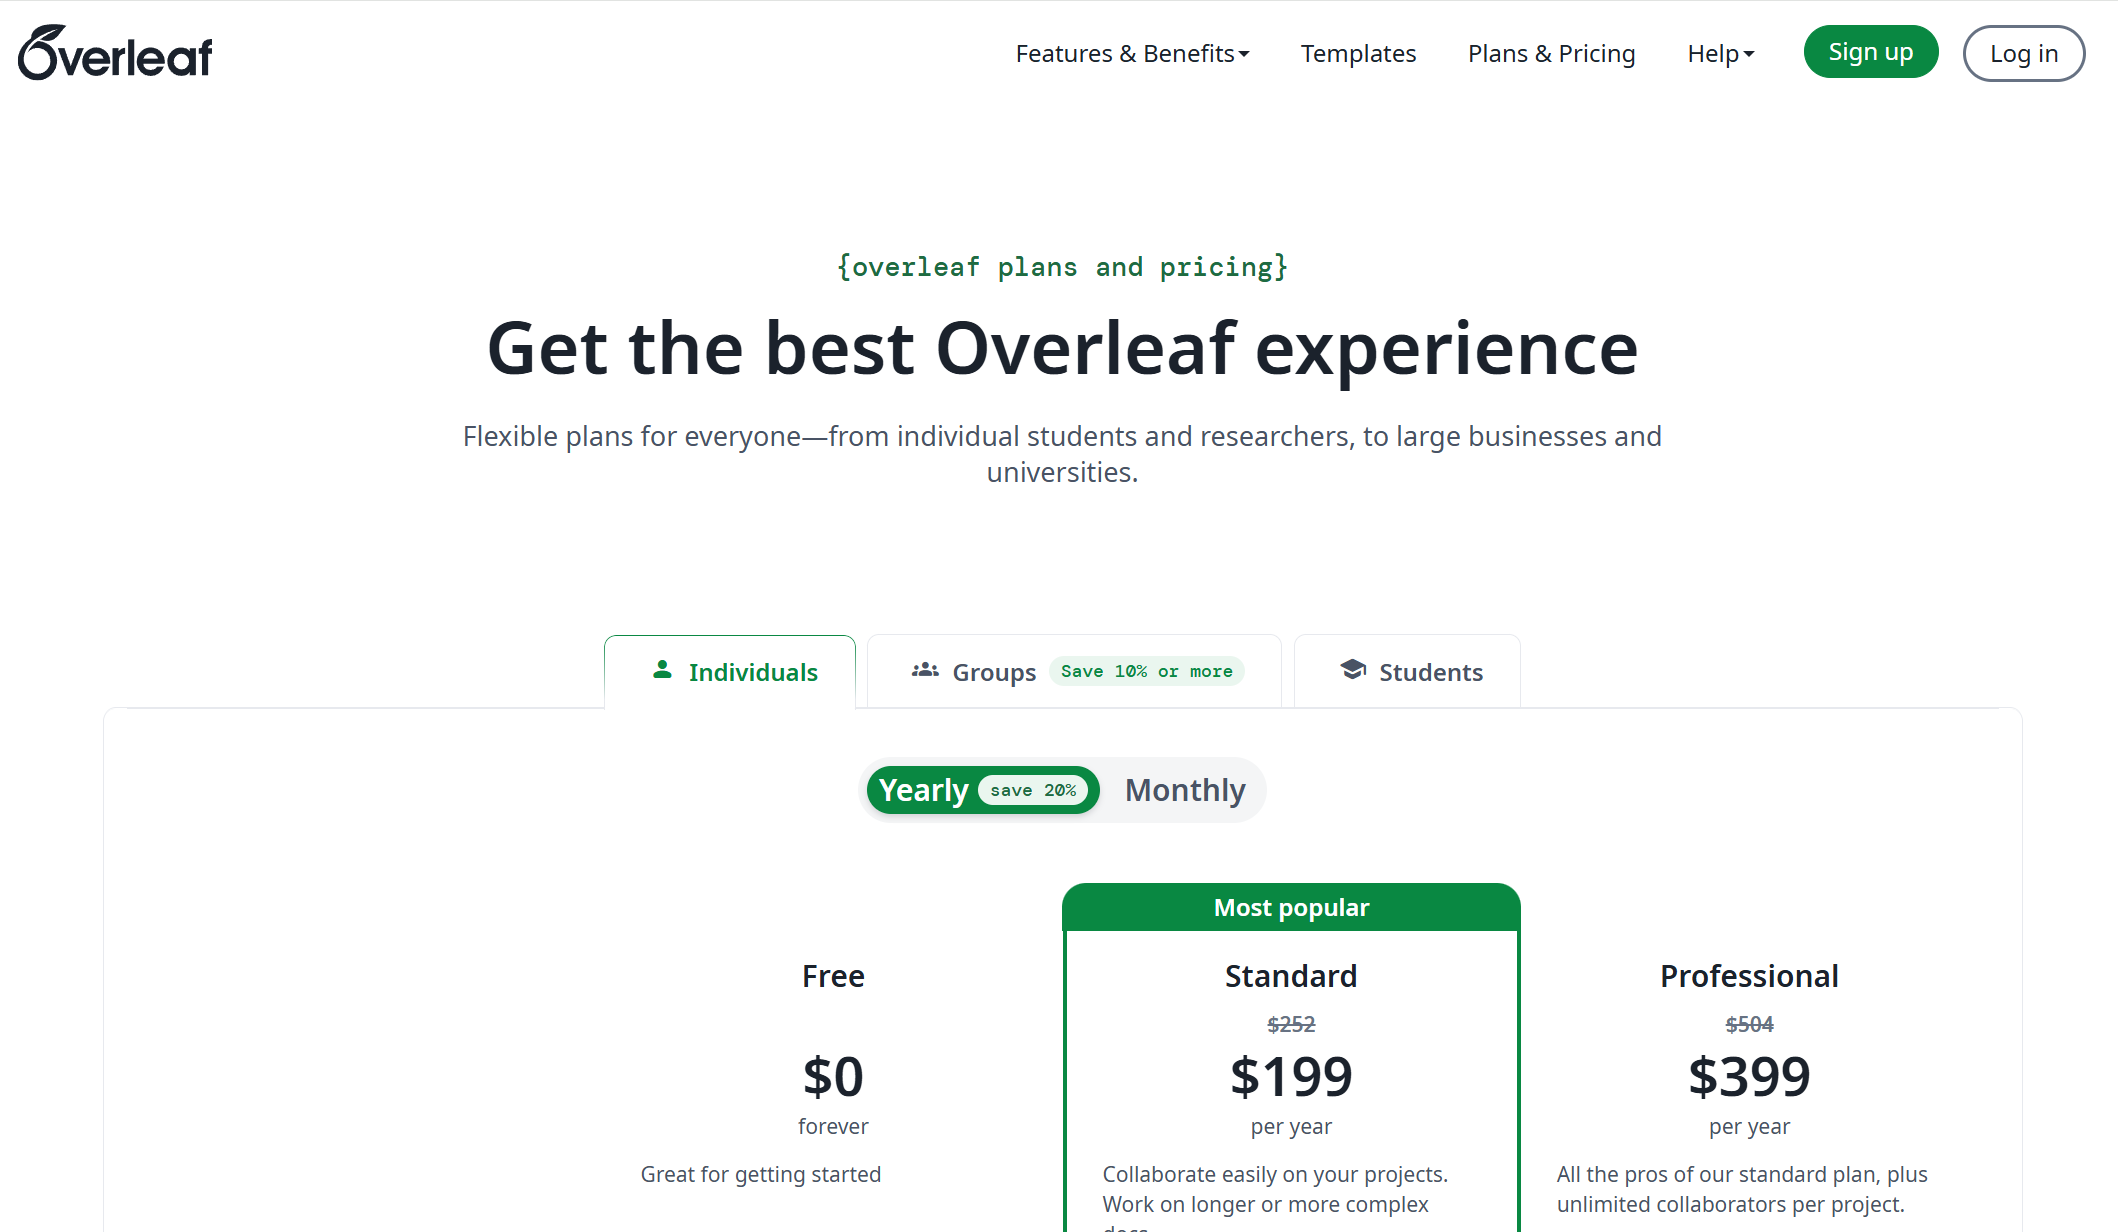 Overleaf
Features & Benefits
Templates
Plans & Pricing
Help
Sign up
Log in
{overleaf plans and pricing}
Get the best Overleaf experience
Flexible plans for everyone—from individual students and researchers, to large businesses and
universities.
Individuals
Groups Save 10% or more
Students
Yearly save 20%
Monthly
Most popular
Free
$0
forever
Great for getting started
Standard
$252
$199
per year
Collaborate easily on your projects.
Work on longer or more complex
Professional
$504
$399
per year
All the pros of our standard plan, plus
unlimited collaborators per project.